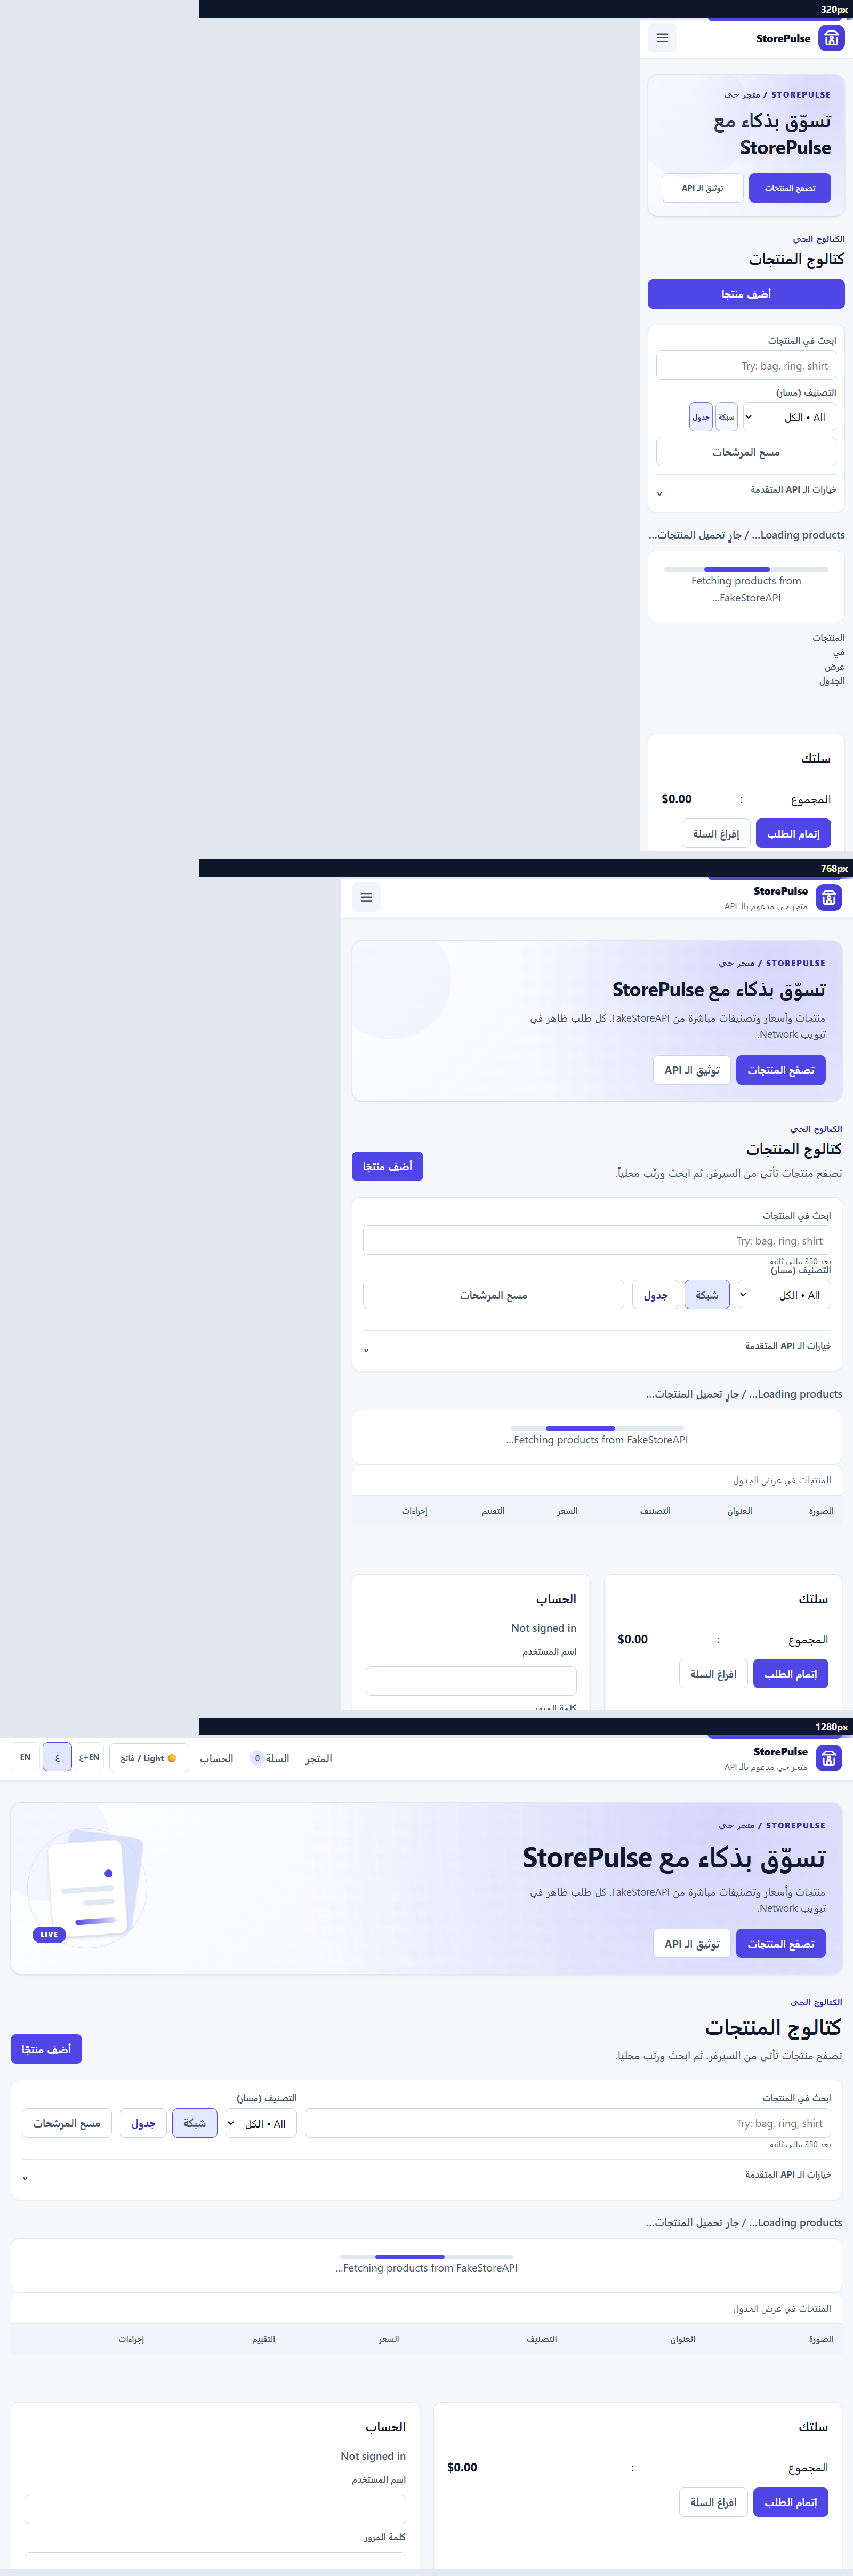 320px
StorePulse
STOREPULSE / متجر حي
تسوّق بذكاء مع
StorePulse
تصفح المنتجات
توثيق الـ API
الكتالوج الحي
كتالوج المنتجات
أضف منتجًا
ابحث في المنتجات
Try: bag, ring, shirt
التصنيف (مسار)
All • الكل
شبكة
جدول
مسح المرشحات
خيارات الـ API المتقدمة
Loading products... / جارٍ تحميل المنتجات...
Fetching products from
FakeStoreAPI...
المنتجات
في
عرض
الجدول
سلتك
المجموع : $0.00
إتمام الطلب
إفراغ السلة
768px
StorePulse
متجر حي مدعوم بالـ API
STOREPULSE / متجر حي
تسوّق بذكاء مع StorePulse
منتجات وأسعار وتصنيفات مباشرة من FakeStoreAPI. كل طلب ظاهر في
تبويب Network.
تصفح المنتجات
توثيق الـ API
الكتالوج الحي
كتالوج المنتجات
تصفح منتجات تأتي من السيرفر، ثم ابحث ورتّب محلياً.
أضف منتجًا
ابحث في المنتجات
Try: bag, ring, shirt
بعد 350 مللي ثانية
التصنيف (مسار)
All • الكل
شبكة
جدول
مسح المرشحات
خيارات الـ API المتقدمة
Loading products... / جارٍ تحميل المنتجات...
Fetching products from FakeStoreAPI...
المنتجات في عرض الجدول
الصورة العنوان التصنيف السعر التقييم إجراءات
سلتك
المجموع : $0.00
إتمام الطلب
إفراغ السلة
الحساب
Not signed in
اسم المستخدم
كلمة المرور
1280px
StorePulse
متجر حي مدعوم بالـ API
المتجر
السلة 0
الحساب
Light / فاتح
EN+ع
ع
EN
STOREPULSE / متجر حي
تسوّق بذكاء مع StorePulse
منتجات وأسعار وتصنيفات مباشرة من FakeStoreAPI. كل طلب ظاهر في
تبويب Network.
تصفح المنتجات
توثيق الـ API
LIVE
الكتالوج الحي
كتالوج المنتجات
تصفح منتجات تأتي من السيرفر، ثم ابحث ورتّب محلياً.
أضف منتجًا
ابحث في المنتجات
Try: bag, ring, shirt
بعد 350 مللي ثانية
التصنيف (مسار)
All • الكل
شبكة
جدول
مسح المرشحات
خيارات الـ API المتقدمة
Loading products... / جارٍ تحميل المنتجات...
Fetching products from FakeStoreAPI...
المنتجات في عرض الجدول
الصورة العنوان التصنيف السعر التقييم إجراءات
سلتك
المجموع : $0.00
إتمام الطلب
إفراغ السلة
الحساب
Not signed in
اسم المستخدم
كلمة المرور